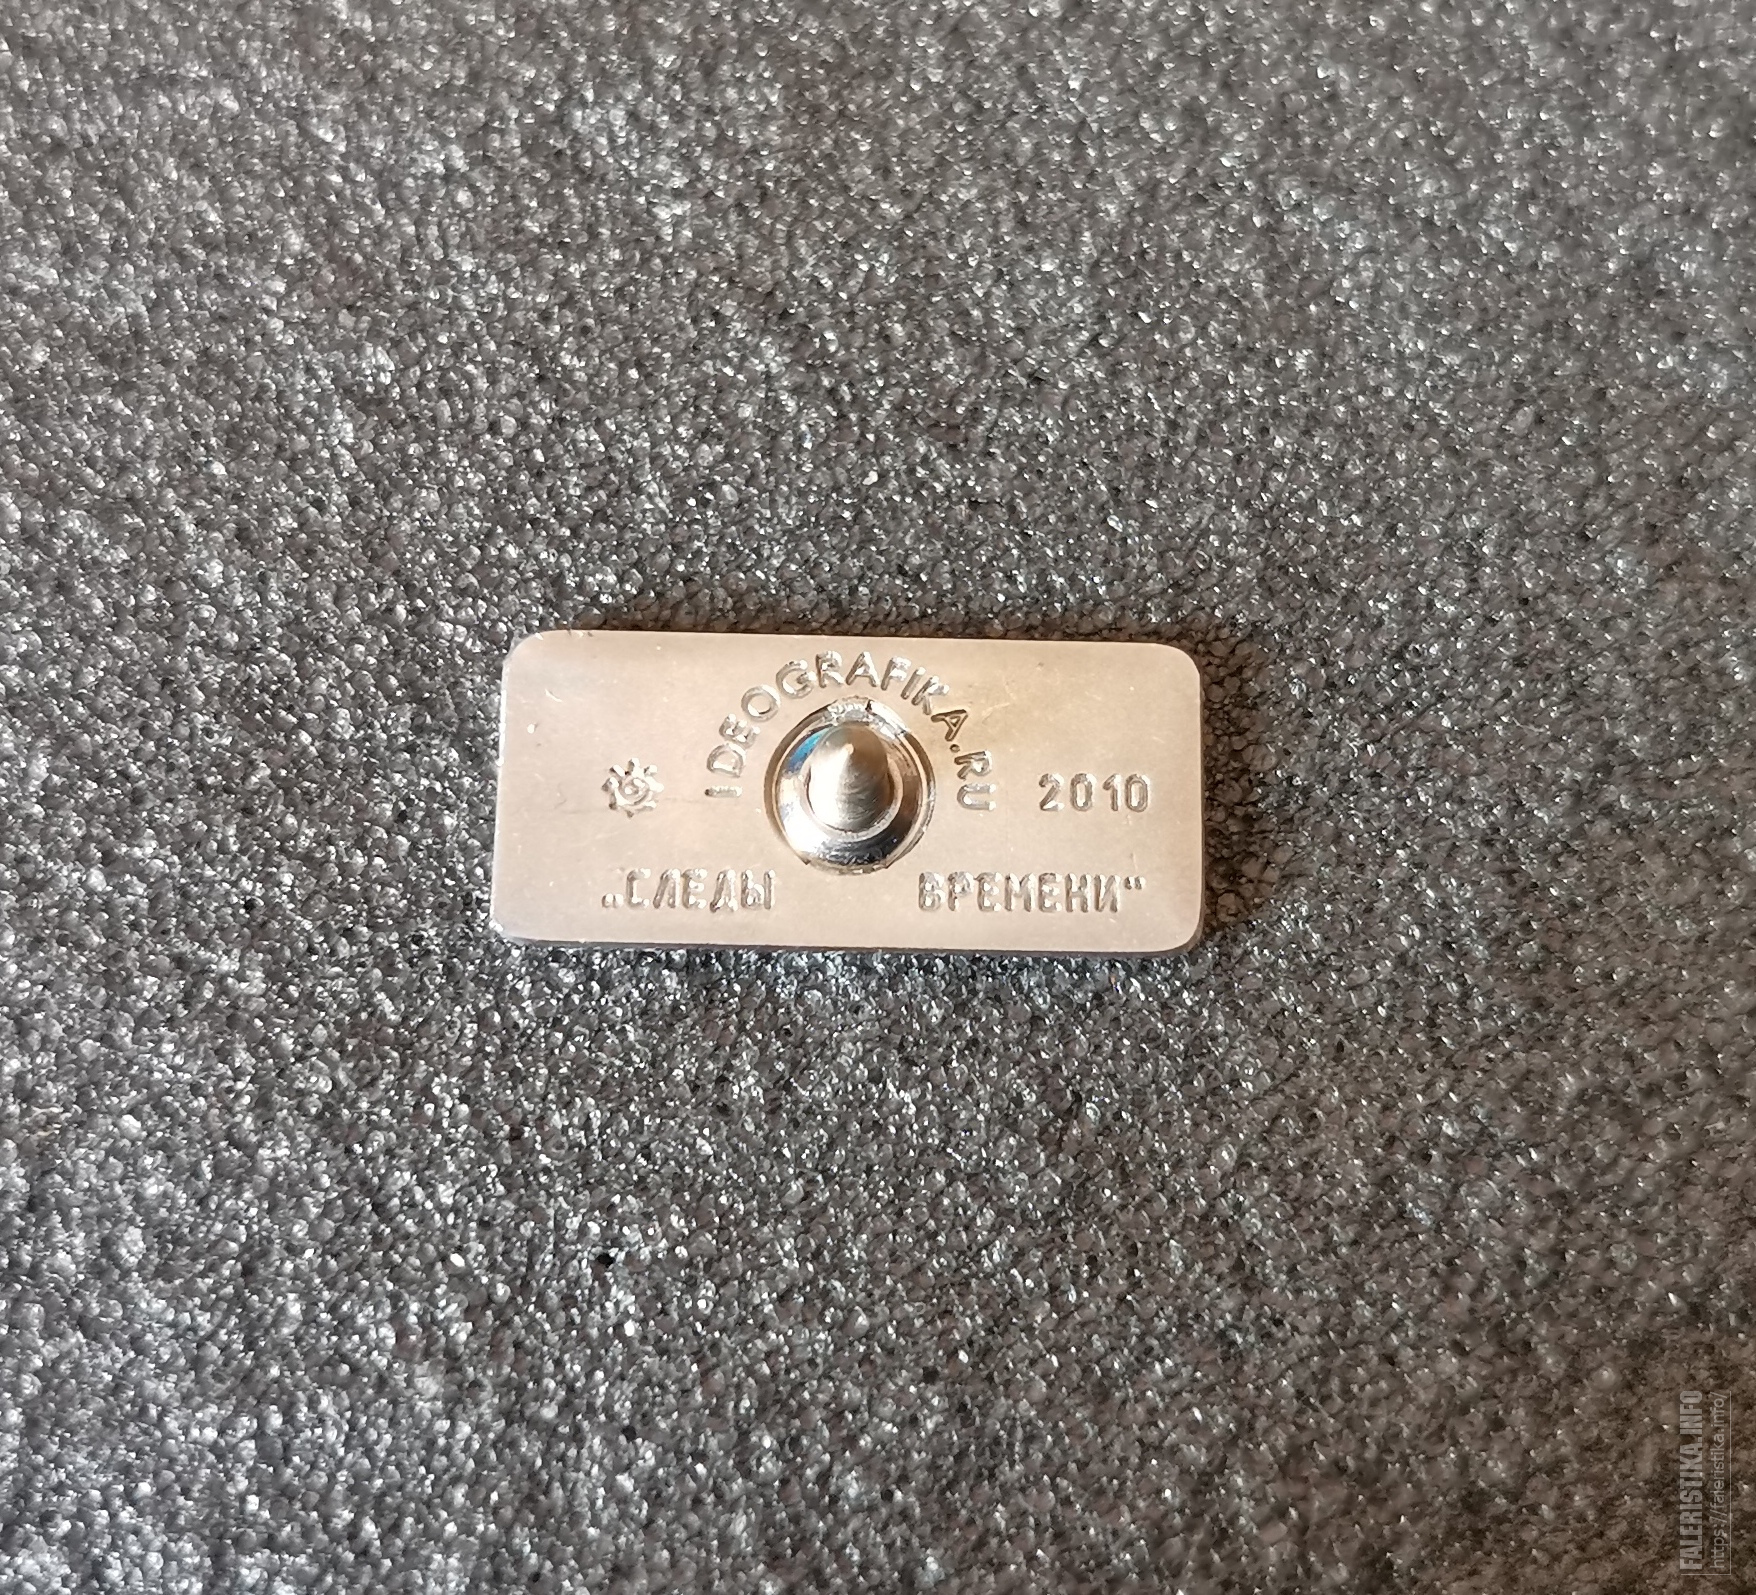 IDEOGRAFIKA.RU
2010
„СЛЕДЫ ВРЕМЕНИ“
FALERISTIKA.INFO
https://faleristika.info/